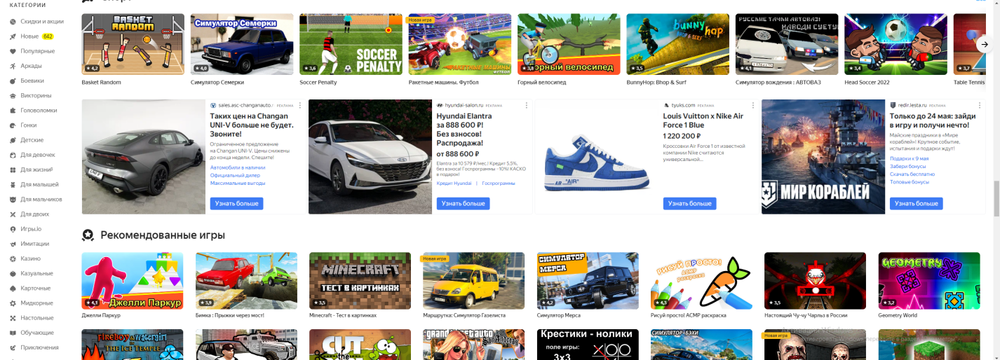 КАТЕГОРИИ
Скидки и акции
Новые 642
Популярные
Аркады
Боевики
Викторины
Головоломки
Гонки
Детские
Для девочек
Для жизни
Для малышей
Для мальчиков
Для двоих
Игры.io
Имитации
Казино
Казуальные
Карточные
Мидкорные
Настольные
Обучающие
Приключения
BASKET RANDOM
4,2
Basket Random
Симулятор Семерки
4,0
Симулятор Семерки
SOCCER PENALTY
3,6
Soccer Penalty
Новая игра
РАКЕТНЫЕ МАШИНЫ
ФУТБОЛ
Ракетные машины. Футбол
3,8
Горный велосипед
Горный велосипед
bunny hop
BHOP & SURF
3,5
BunnyHop: Bhop & Surf
РУССКИЕ ТАЧКИ АВТОВАЗ!
НАВОДИ СУЕТУ
4,1
Симулятор вождения : АВТОВАЗ
3,4
Head Soccer 2022
3,7
Table Tennis
sales.asc-changanauto.r РЕКЛАМА
Таких цен на Changan
UNI-V больше не будет.
Звоните!
Ограниченное предложение
на Changan UNI-V. Цены снижены
до конца недели. Спешите!
Автомобили в наличии
Официальный дилер
Максимальные выгоды
Узнать больше
hyundai-salon.ru РЕКЛАМА
Hyundai Elantra
за 888 600 ₽!
Без взносов!
Распродажа!
от 888 600 ₽
Elantra за 10 579 ₽/мес.! Кредит 5,5%,
без взноса! Госпрограммы -10%! КАСКО
в подарок!
Кредит Hyundai | Госпрограммы
Узнать больше
"AIR"
AIR
tyuks.com РЕКЛАМА
Louis Vuitton x Nike Air
Force 1 Blue
1 220 200 ₽
Кроссовки Air Force 1 от известной
компании Nike считаются
универсальной...
Узнать больше
МИР КОРАБЛЕЙ
redir.lesta.ru РЕКЛАМА
Только до 24 мая: зайди
в игру и получи нечто!
Майские праздники в «Мире
кораблей»! Крупное событие,
испытания и подарки ждут!
Подарки к 9 мая
Забери бонусы
Скачать бесплатно
Топовые бонусы
Узнать больше
Рекомендованные игры
4,1
Джелли Паркур
Джелли Паркур
3,9
Бимка : Прыжки через мост!
MINECRAFT
ТЕСТ В КАРТИНКАХ
3,5
Minecraft - Тест в картинках
Новая игра
Маршрутка: Симулятор Газелиста
СИМУЛЯТОР
МЕРСА
4,2
Симулятор Мерса
РИСУЙ ПРОСТО!
АСМР
раскраска
4,3
Рисуй просто! АСМР раскраска
3,5
Настоящий Чу-чу Чарльз в России
GEOMETRY
3,2
Geometry World
FIREBOY & WATERGIRL
IN THE ICE TEMPLE
POLICE
CUT
the
grand theft auto
San Andreas
Крестики - нолики
поле игры:
3х3
СИМУЛЯТОР БЭХИ
Новая игра